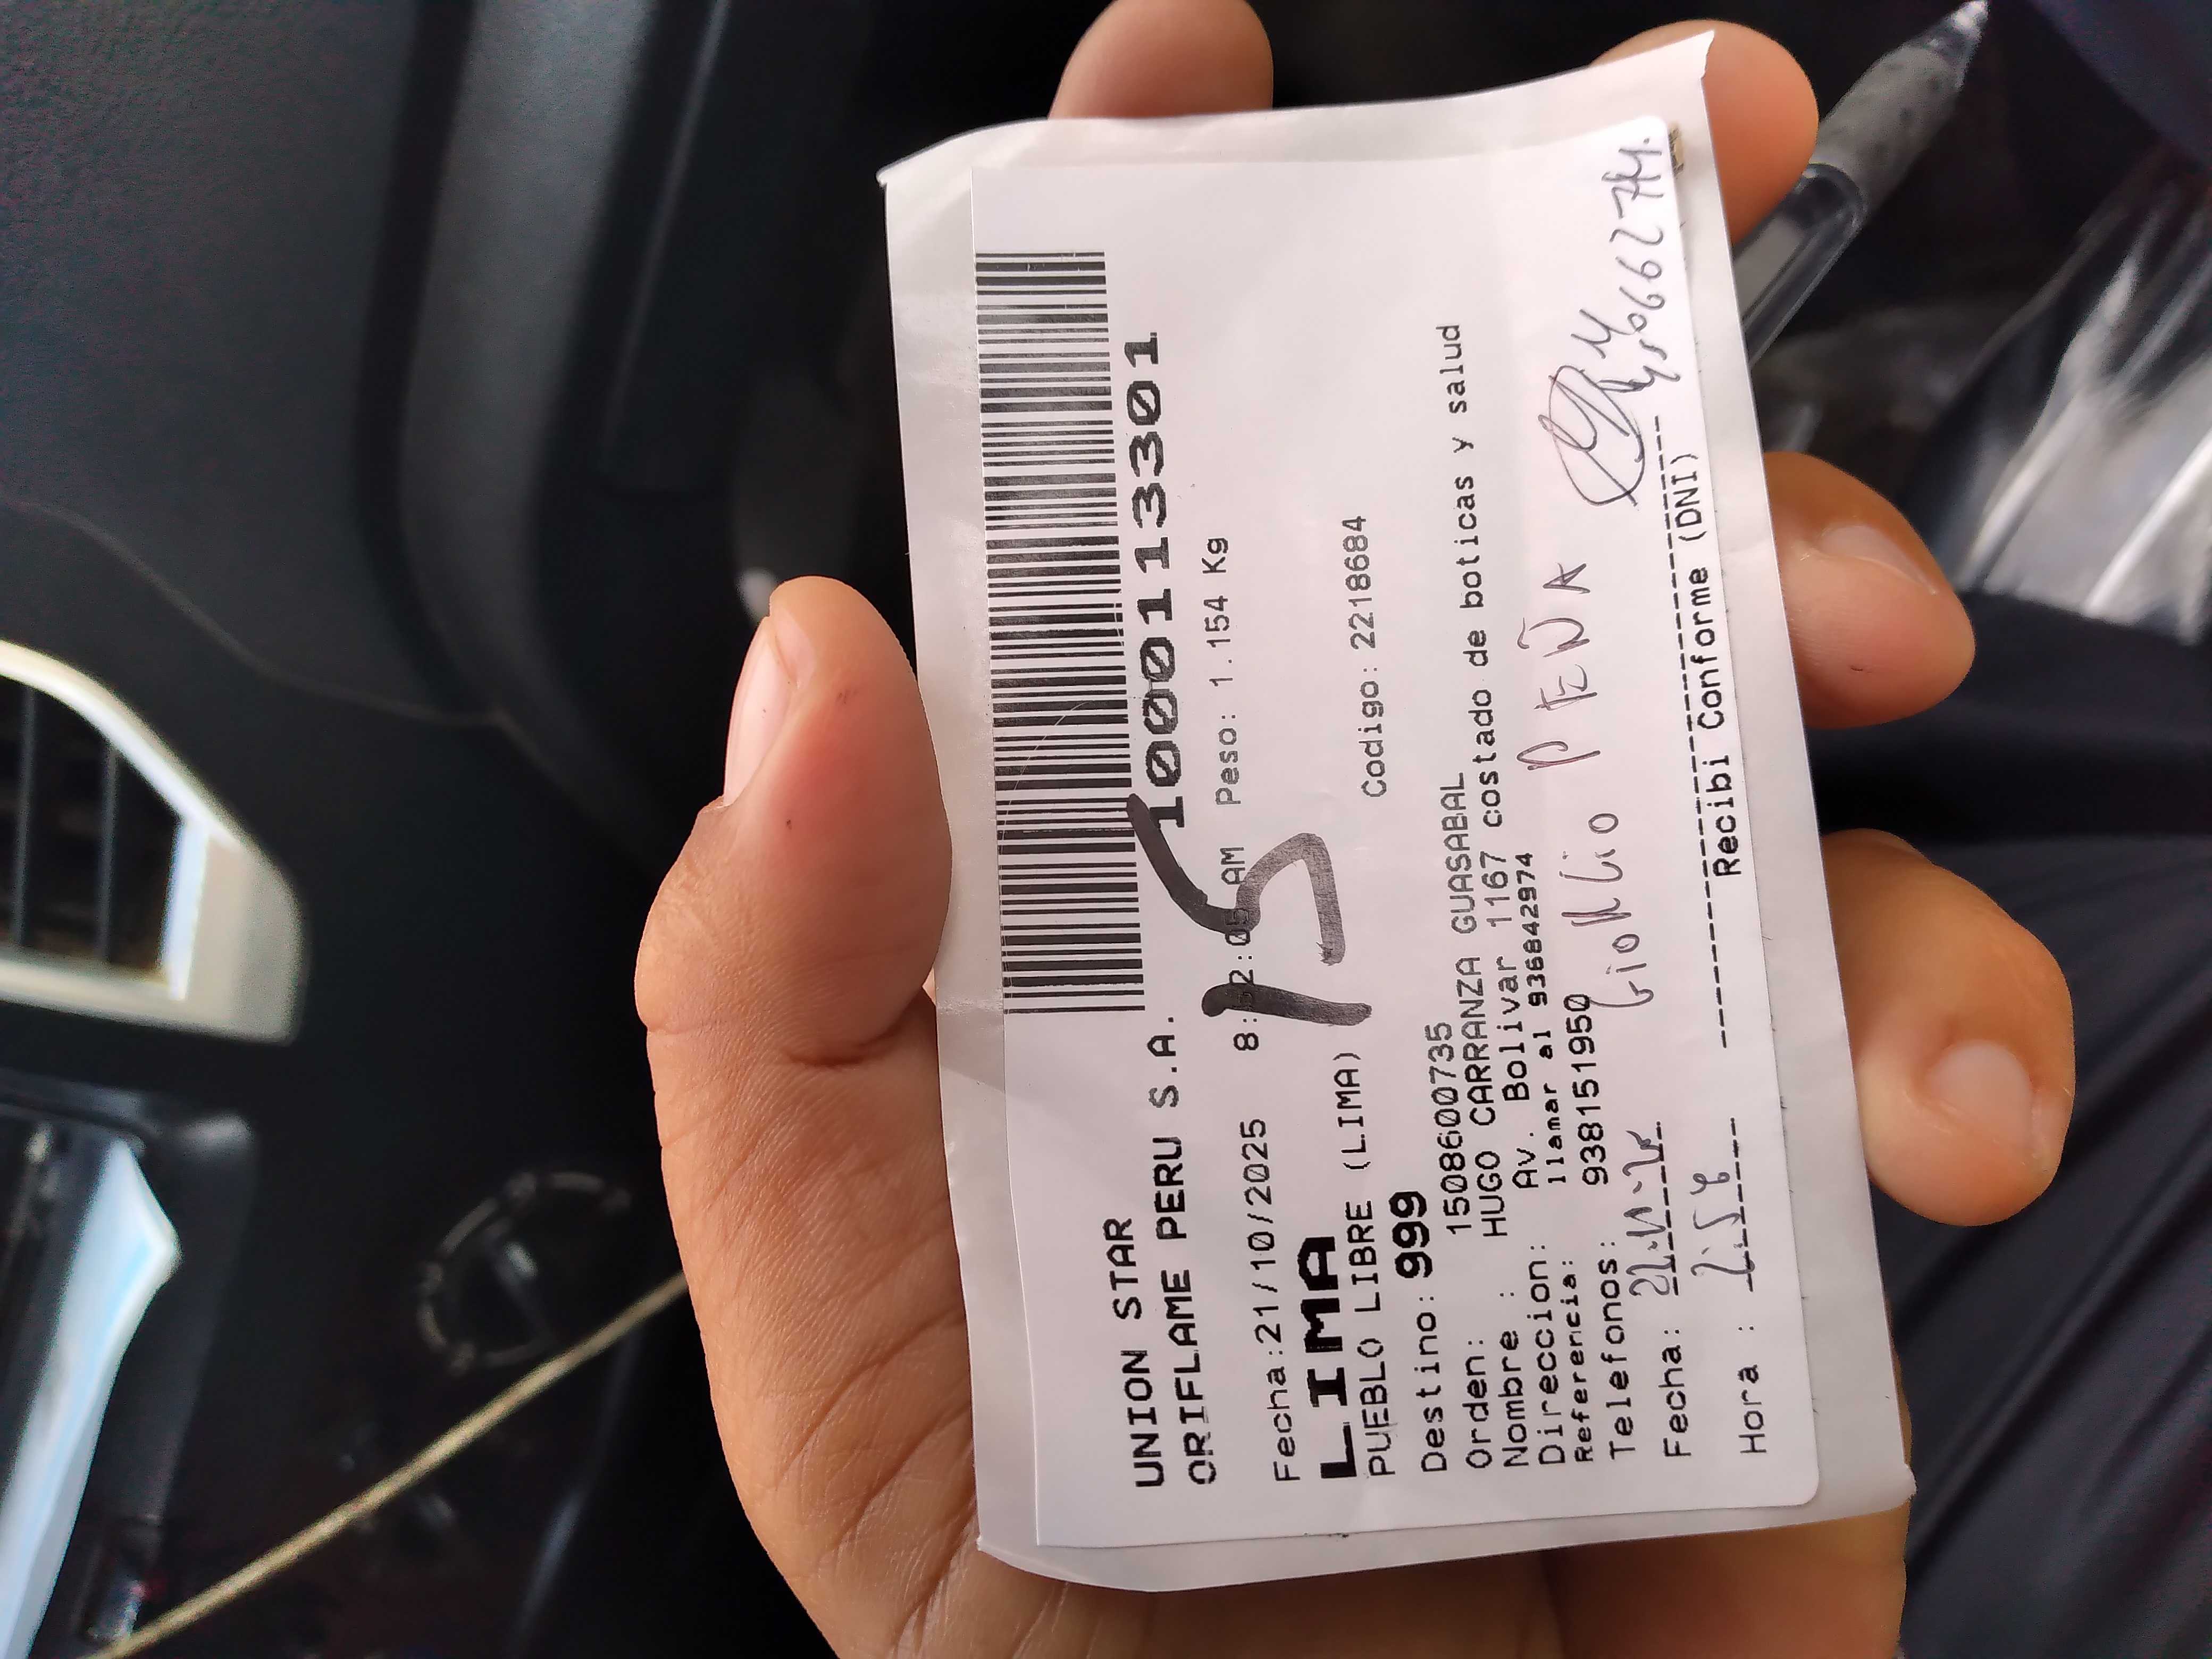 1000113301
UNION STAR
ORIFLAME PERU S.A.
Fecha:21/10/2025 8: 2:05 AM Peso: 1.154 Kg
15
LIMA
PUEBLO LIBRE (LIMA)
Codigo: 2218684
Destino: 999
Orden: 1508600735
Nombre : HUGO CARRANZA GUASABAL
Direccion: Av. Bolivar 1167 costado de boticas y salud
Referencia: llamar al 936842974
Telefonos: 938151950
GioRGio PEÑA
Fecha:
Hora :
Recibi Conforme (DNI)